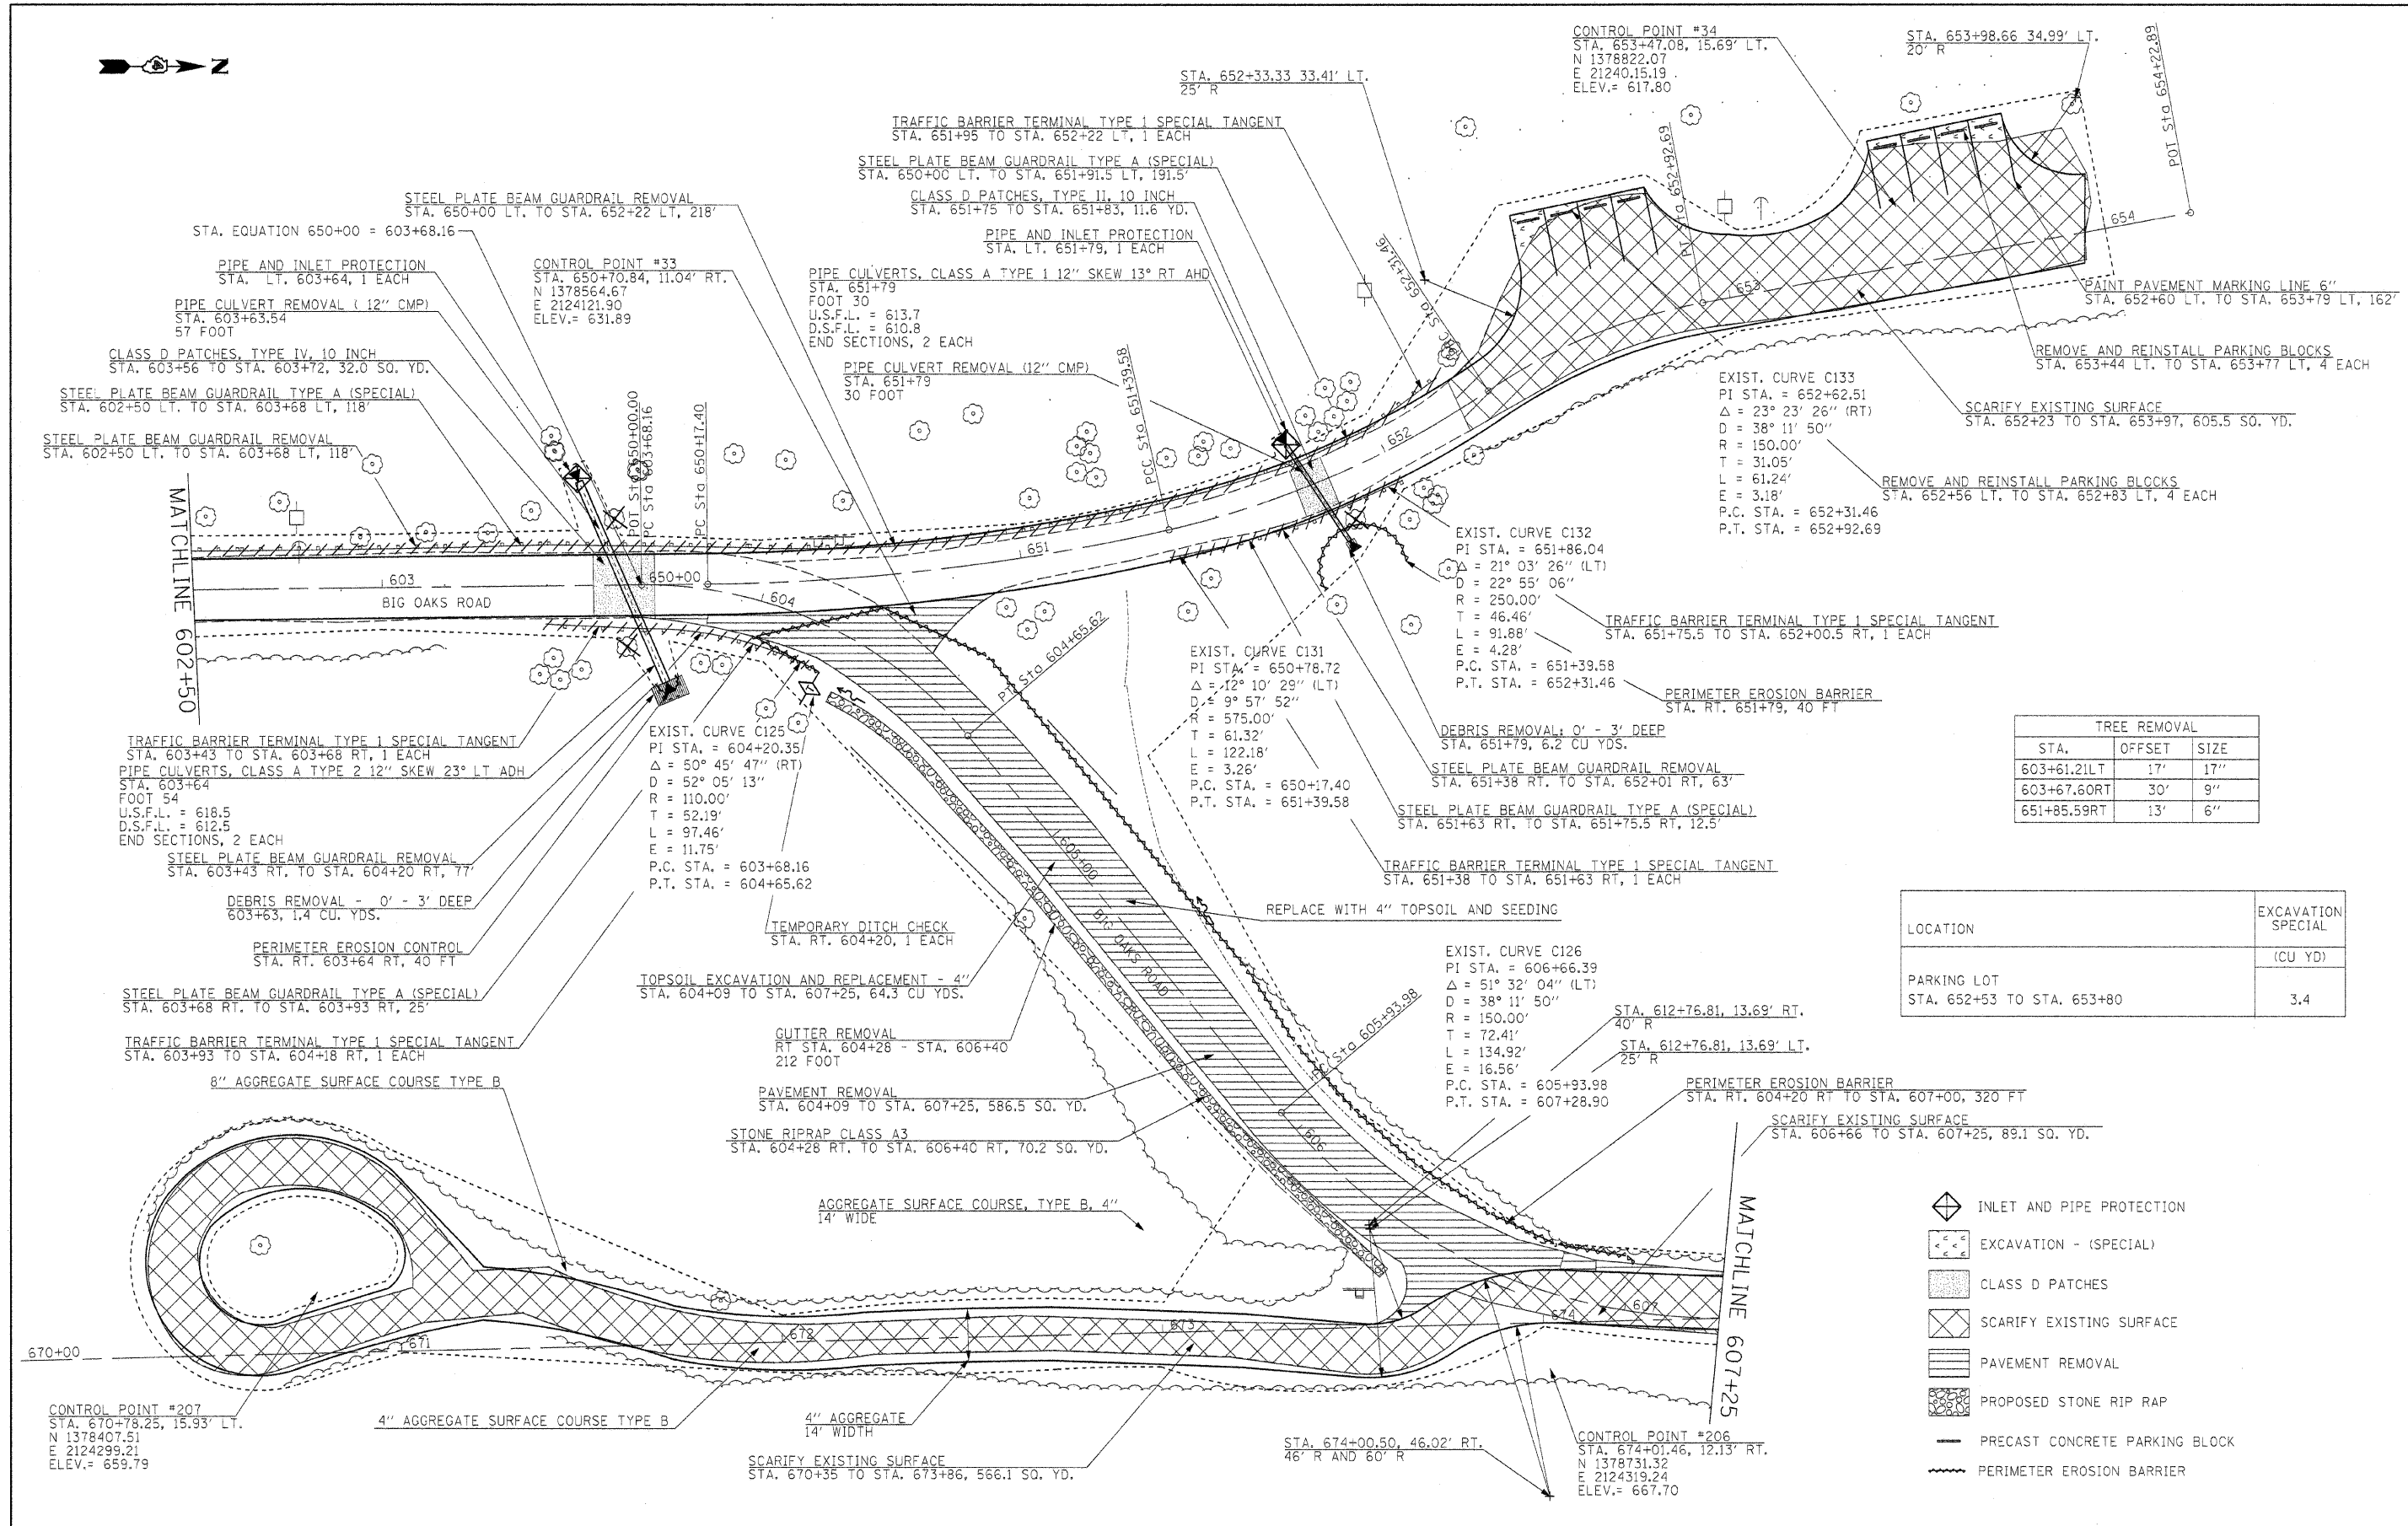 N
CONTROL POINT #34
STA. 653+47.08, 15.69' LT.
N 1378822.07
E 21240.15.19
ELEV.= 617.80
STA. 653+98.66 34.99' LT.
20' R
POT Sta 654+22.89
STA. 652+33.33 33.41' LT.
25' R
TRAFFIC BARRIER TERMINAL TYPE 1 SPECIAL TANGENT
STA. 651+95 TO STA. 652+22 LT, 1 EACH
STEEL PLATE BEAM GUARDRAIL TYPE A (SPECIAL)
STA. 650+00 LT. TO STA. 651+91.5 LT, 191.5'
CLASS D PATCHES, TYPE II, 10 INCH
STA. 651+75 TO STA. 651+83, 11.6 YD.
PIPE AND INLET PROTECTION
STA. LT. 651+79, 1 EACH
PIPE CULVERTS, CLASS A TYPE 1 12" SKEW 13° RT AHD
STA. 651+79
FOOT 30
U.S.F.L. = 613.7
D.S.F.L. = 610.8
END SECTIONS, 2 EACH
PIPE CULVERT REMOVAL (12" CMP)
STA. 651+79
30 FOOT
STEEL PLATE BEAM GUARDRAIL REMOVAL
STA. 650+00 LT. TO STA. 652+22 LT, 218'
STA. EQUATION 650+00 = 603+68.16
PIPE AND INLET PROTECTION
STA. LT. 603+64, 1 EACH
CONTROL POINT #33
STA. 650+70.84, 11.04' RT.
N 1378564.67
E 2124121.90
ELEV.= 631.89
PIPE CULVERT REMOVAL ( 12" CMP)
STA. 603+63.54
57 FOOT
CLASS D PATCHES, TYPE IV, 10 INCH
STA. 603+56 TO STA. 603+72, 32.0 SQ. YD.
STEEL PLATE BEAM GUARDRAIL TYPE A (SPECIAL)
STA. 602+50 LT. TO STA. 603+68 LT, 118'
STEEL PLATE BEAM GUARDRAIL REMOVAL
STA. 602+50 LT. TO STA. 603+68 LT, 118'
MATCHLINE 602+50
POT Sta 650+00.00
PC Sta 603+68.16
PC Sta 650+17.40
PCC Sta 651+39.58
Sta 652+31.46
PT Sta 652+92.69
603
650+00
604
651
652
653
654
BIG OAKS ROAD
PAINT PAVEMENT MARKING LINE 6"
STA. 652+60 LT. TO STA. 653+79 LT, 162'
REMOVE AND REINSTALL PARKING BLOCKS
STA. 653+44 LT. TO STA. 653+77 LT, 4 EACH
SCARIFY EXISTING SURFACE
STA. 652+23 TO STA. 653+97, 605.5 SQ. YD.
REMOVE AND REINSTALL PARKING BLOCKS
STA. 652+56 LT. TO STA. 652+83 LT, 4 EACH
EXIST. CURVE C133
PI STA. = 652+62.51
Δ = 23° 23' 26" (RT)
D = 38° 11' 50"
R = 150.00'
T = 31.05'
L = 61.24'
E = 3.18'
P.C. STA. = 652+31.46
P.T. STA. = 652+92.69
EXIST. CURVE C132
PI STA. = 651+86.04
Δ = 21° 03' 26" (LT)
D = 22° 55' 06"
R = 250.00'
T = 46.46'
L = 91.88'
E = 4.28'
P.C. STA. = 651+39.58
P.T. STA. = 652+31.46
TRAFFIC BARRIER TERMINAL TYPE 1 SPECIAL TANGENT
STA. 651+75.5 TO STA. 652+00.5 RT, 1 EACH
PERIMETER EROSION BARRIER
STA. RT. 651+79, 40 FT
EXIST. CURVE C131
PI STA. = 650+78.72
Δ = 12° 10' 29" (LT)
D = 9° 57' 52"
R = 575.00'
T = 61.32'
L = 122.18'
E = 3.26'
P.C. STA. = 650+17.40
P.T. STA. = 651+39.58
DEBRIS REMOVAL: 0' - 3' DEEP
STA. 651+79, 6.2 CU YDS.
STEEL PLATE BEAM GUARDRAIL REMOVAL
STA. 651+38 RT. TO STA. 652+01 RT, 63'
STEEL PLATE BEAM GUARDRAIL TYPE A (SPECIAL)
STA. 651+63 RT. TO STA. 651+75.5 RT, 12.5'
TRAFFIC BARRIER TERMINAL TYPE 1 SPECIAL TANGENT
STA. 651+38 TO STA. 651+63 RT, 1 EACH
TREE REMOVAL
STA. OFFSET SIZE
603+61.21LT 17' 17"
603+67.60RT 30' 9"
651+85.59RT 13' 6"
TRAFFIC BARRIER TERMINAL TYPE 1 SPECIAL TANGENT
STA. 603+43 TO STA. 603+68 RT, 1 EACH
PIPE CULVERTS, CLASS A TYPE 2 12" SKEW 23° LT ADH
STA. 603+64
FOOT 54
U.S.F.L. = 618.5
D.S.F.L. = 612.5
END SECTIONS, 2 EACH
STEEL PLATE BEAM GUARDRAIL REMOVAL
STA. 603+43 RT. TO STA. 604+20 RT, 77'
DEBRIS REMOVAL - 0' - 3' DEEP
603+63, 1.4 CU. YDS.
PERIMETER EROSION CONTROL
STA. RT. 603+64 RT, 40 FT
STEEL PLATE BEAM GUARDRAIL TYPE A (SPECIAL)
STA. 603+68 RT. TO STA. 603+93 RT, 25'
TRAFFIC BARRIER TERMINAL TYPE 1 SPECIAL TANGENT
STA. 603+93 TO STA. 604+18 RT, 1 EACH
EXIST. CURVE C125
PI STA. = 604+20.35
Δ = 50° 45' 47" (RT)
D = 52° 05' 13"
R = 110.00'
T = 52.19'
L = 97.46'
E = 11.75'
P.C. STA. = 603+68.16
P.T. STA. = 604+65.62
PT Sta 604+65.62
TEMPORARY DITCH CHECK
STA. RT. 604+20, 1 EACH
605+00
BIG OAKS ROAD
REPLACE WITH 4" TOPSOIL AND SEEDING
TOPSOIL EXCAVATION AND REPLACEMENT - 4"
STA. 604+09 TO STA. 607+25, 64.3 CU YDS.
GUTTER REMOVAL
RT STA. 604+28 - STA. 606+40
212 FOOT
PAVEMENT REMOVAL
STA. 604+09 TO STA. 607+25, 586.5 SQ. YD.
STONE RIPRAP CLASS A3
STA. 604+28 RT. TO STA. 606+40 RT, 70.2 SQ. YD.
Sta 605+93.98
606
EXIST. CURVE C126
PI STA. = 606+66.39
Δ = 51° 32' 04" (LT)
D = 38° 11' 50"
R = 150.00'
T = 72.41'
L = 134.92'
E = 16.56'
P.C. STA. = 605+93.98
P.T. STA. = 607+28.90
STA. 612+76.81, 13.69' RT.
40' R
STA. 612+76.81, 13.69' LT.
25' R
PERIMETER EROSION BARRIER
STA. RT. 604+20 RT TO STA. 607+00, 320 FT
SCARIFY EXISTING SURFACE
STA. 606+66 TO STA. 607+25, 89.1 SQ. YD.
LOCATION EXCAVATION SPECIAL
(CU YD)
PARKING LOT
STA. 652+53 TO STA. 653+80 3.4
8" AGGREGATE SURFACE COURSE TYPE B
AGGREGATE SURFACE COURSE, TYPE B, 4"
14' WIDE
670+00
671
672
673
674
607
MATCHLINE 607+25
CONTROL POINT #207
STA. 670+78.25, 15.93' LT.
N 1378407.51
E 2124299.21
ELEV.= 659.79
4" AGGREGATE SURFACE COURSE TYPE B
4" AGGREGATE
14' WIDTH
SCARIFY EXISTING SURFACE
STA. 670+35 TO STA. 673+86, 566.1 SQ. YD.
STA. 674+00.50, 46.02' RT.
46' R AND 60' R
CONTROL POINT #206
STA. 674+01.46, 12.13' RT.
N 1378731.32
E 2124319.24
ELEV.= 667.70
INLET AND PIPE PROTECTION
EXCAVATION - (SPECIAL)
CLASS D PATCHES
SCARIFY EXISTING SURFACE
PAVEMENT REMOVAL
PROPOSED STONE RIP RAP
PRECAST CONCRETE PARKING BLOCK
PERIMETER EROSION BARRIER